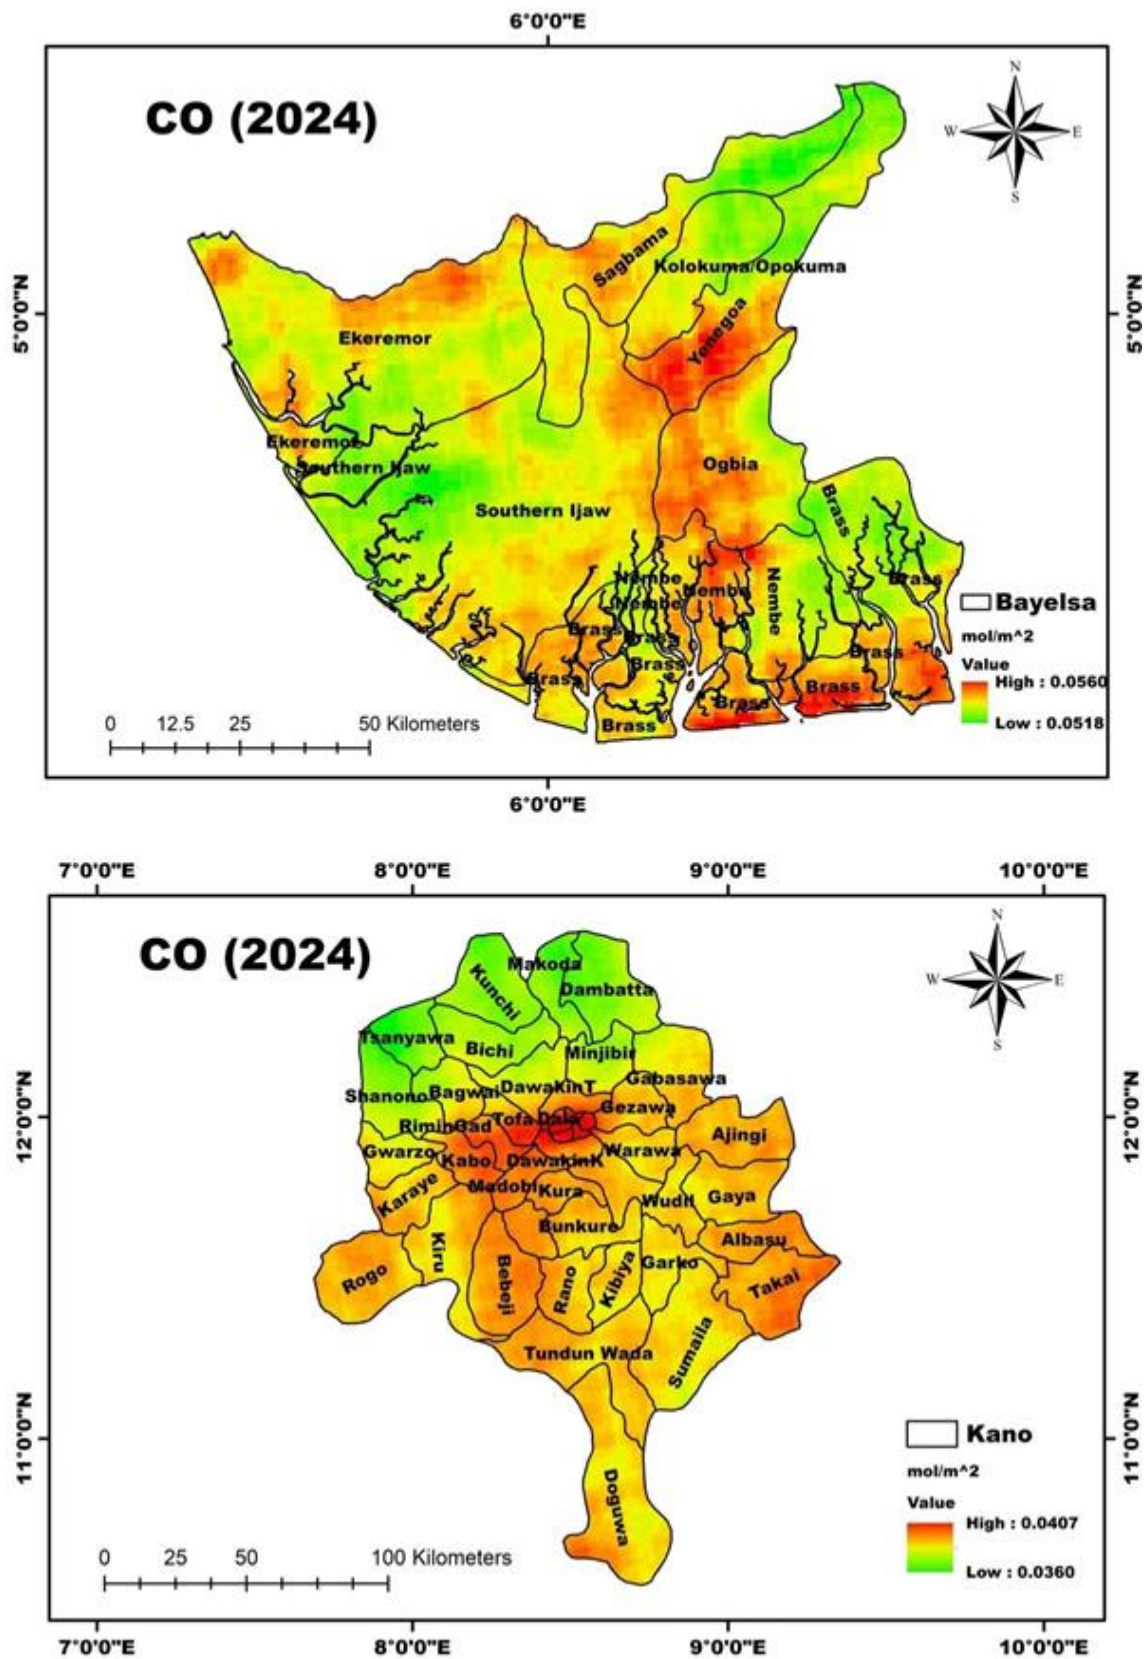 6°0'0"E
CO (2024)
N
W E
S
Sagbama
Kolokuma/Opokuma
5°0'0"N
5°0'0"N
Yenegoa
Ekeremor
Ekeremor
Southern Ijaw
Ogbia
Southern Ijaw
Brass
Nembe
Nembe
Nembe
Nembe
Brass
Brass
Brass
Brass
Brass
Brass
Brass
Brass
Brass
Bayelsa
mol/m^2
Value
High : 0.0560
Low : 0.0518
0 12.5 25 50 Kilometers
6°0'0"E
7°0'0"E 8°0'0"E 9°0'0"E 10°0'0"E
CO (2024)
N
W E
S
Makoda
Kunchi
Dambatta
Tsanyawa
Bichi
Minjibir
Gabasawa
Shanono
Bagwai
DawakinT
Gezawa
12°0'0"N
12°0'0"N
RiminGad
Tofa
Dala
Ajingi
Gwarzo
Kabo
DawakinK
Warawa
Karaye
Madobi
Kura
Wudil
Gaya
Bunkure
Albasu
Kiru
Rogo
Bebeji
Rano
Kibiya
Garko
Takai
Tundun Wada
Sumaila
11°0'0"N
11°0'0"N
Doguwa
Kano
mol/m^2
Value
High : 0.0407
Low : 0.0360
0 25 50 100 Kilometers
7°0'0"E 8°0'0"E 9°0'0"E 10°0'0"E